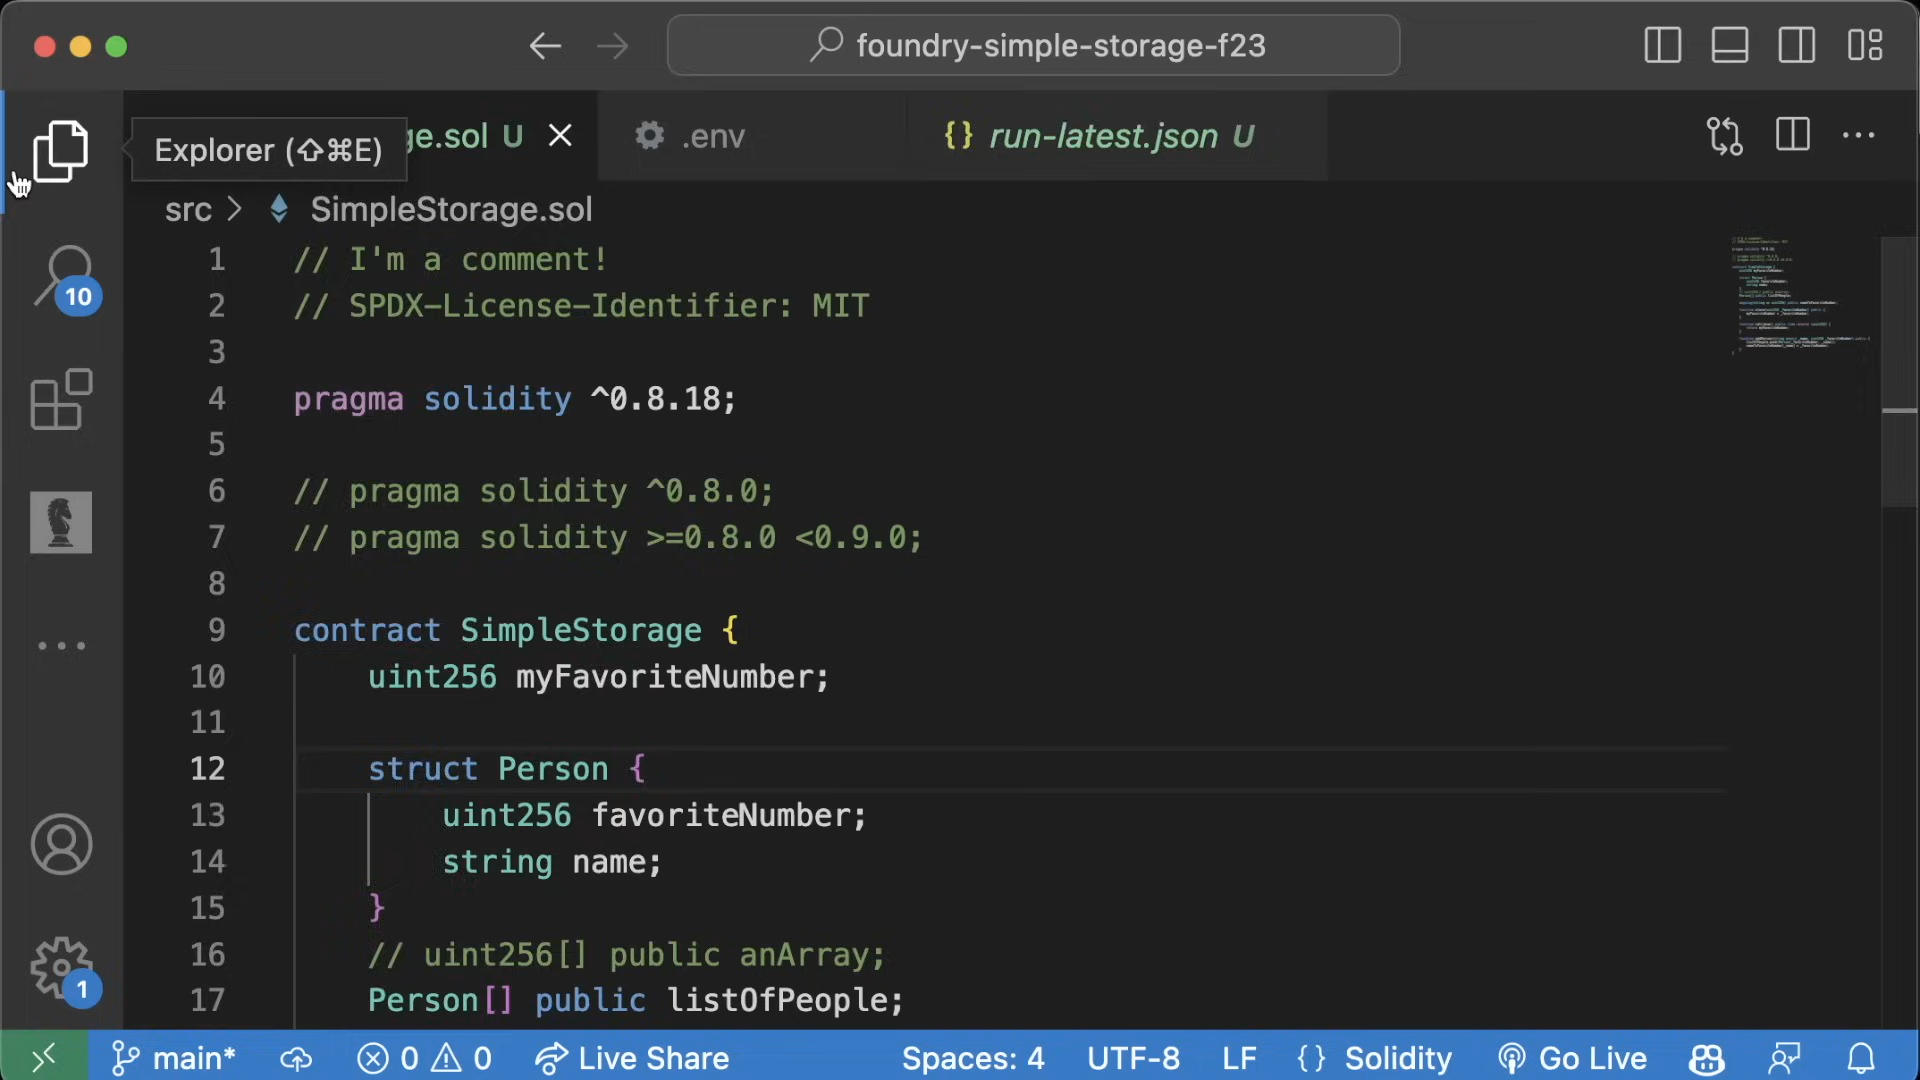 foundry-simple-storage-f23
Explorer (⇧⌘E)
ge.sol U
.env
{} run-latest.json U
src > SimpleStorage.sol
10
1 // I'm a comment!
2 // SPDX-License-Identifier: MIT
3
4 pragma solidity ^0.8.18;
5
6 // pragma solidity ^0.8.0;
7 // pragma solidity >=0.8.0 <0.9.0;
8
9 contract SimpleStorage {
10 uint256 myFavoriteNumber;
11
12 struct Person {
13 uint256 favoriteNumber;
14 string name;
15 }
16 // uint256[] public anArray;
17 Person[] public listOfPeople;
1
main* 0 0 Live Share Spaces: 4 UTF-8 LF {} Solidity Go Live